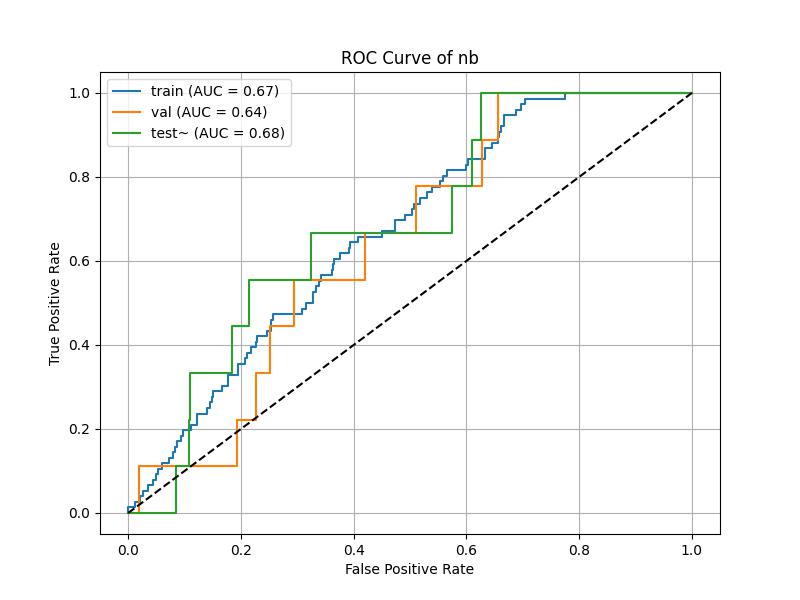 ROC Curve of nb
train (AUC = 0.67)
val (AUC = 0.64)
test~ (AUC = 0.68)
True Positive Rate
1.0
0.8
0.6
0.4
0.2
0.0
0.0 0.2 0.4 0.6 0.8 1.0
False Positive Rate